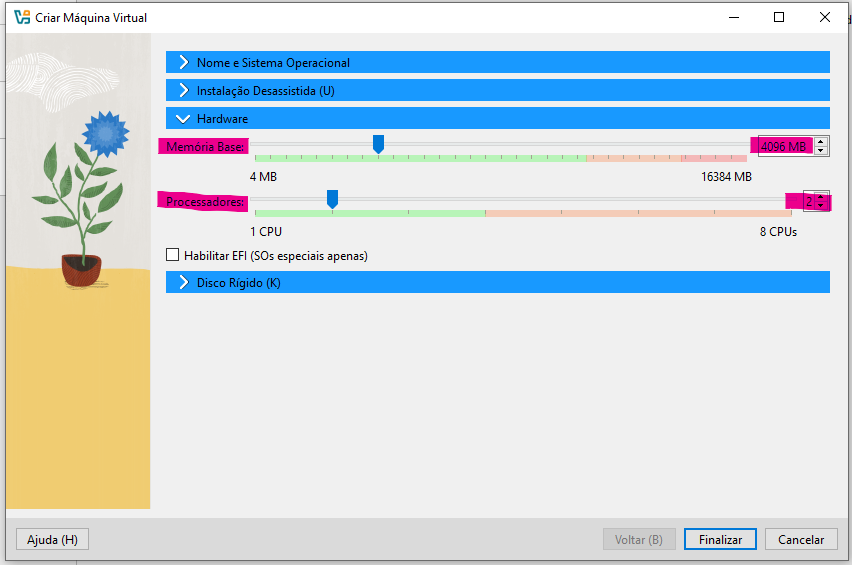 Criar Máquina Virtual
Nome e Sistema Operacional
Instalação Desassistida (U)
Hardware
Memória Base: 4096 MB
4 MB 16384 MB
Processadores: 2
1 CPU 8 CPUs
Habilitar EFI (SOs especiais apenas)
Disco Rígido (K)
Ajuda (H) Voltar (B) Finalizar Cancelar